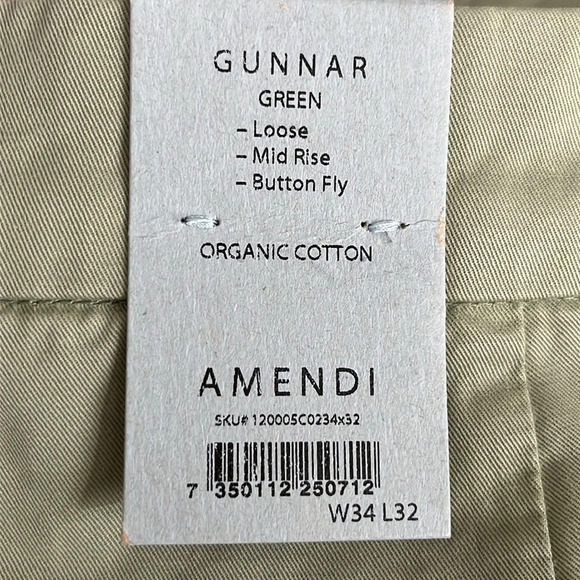 GUNNAR
GREEN
– Loose
– Mid Rise
– Button Fly
ORGANIC COTTON
AMENDI
SKU# 120005C0234x32
7 350112 250712
W34 L32